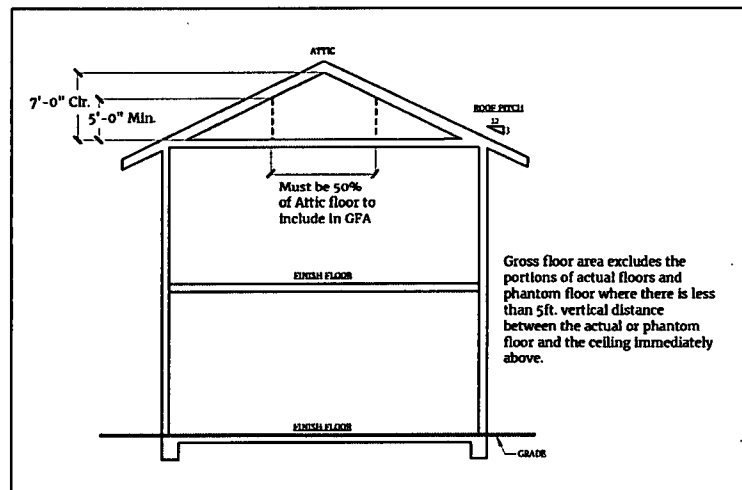 ATTIC
7'-0" Clr.
5'-0" Min.
ROOF PITCH
12
3
Must be 50%
of Attic floor to
include in GFA
FINISH FLOOR
Gross floor area excludes the
portions of actual floors and
phantom floor where there is less
than 5ft. vertical distance
between the actual or phantom
floor and the ceiling immediately
above.
FINISH FLOOR
GRADE